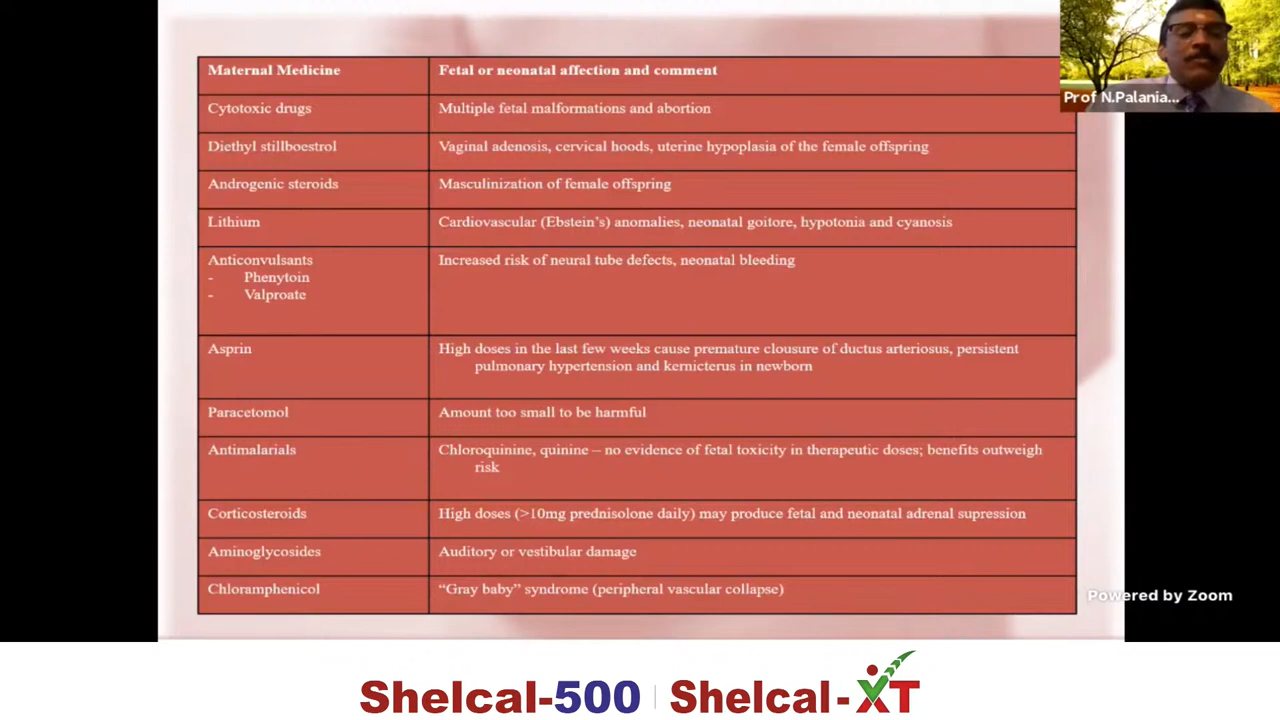 Maternal Medicine
Fetal or neonatal affection and comment
Cytotoxic drugs
Multiple fetal malformations and abortion
Diethyl stillboestrol
Vaginal adenosis, cervical hoods, uterine hypoplasia of the female offspring
Androgenic steroids
Masculinization of female offspring
Lithium
Cardiovascular (Ebstein's) anomalies, neonatal goitore, hypotonia and cyanosis
Anticonvulsants
- Phenytoin
- Valproate
Increased risk of neural tube defects, neonatal bleeding
Asprin
High doses in the last few weeks cause premature clousure of ductus arteriosus, persistent
pulmonary hypertension and kernicterus in newborn
Paracetomol
Amount too small to be harmful
Antimalarials
Chloroquinine, quinine – no evidence of fetal toxicity in therapeutic doses; benefits outweigh
risk
Corticosteroids
High doses (>10mg prednisolone daily) may produce fetal and neonatal adrenal supression
Aminoglycosides
Auditory or vestibular damage
Chloramphenicol
“Gray baby” syndrome (peripheral vascular collapse)
Prof N.Palania...
Powered by Zoom
Shelcal-500 Shelcal-XT